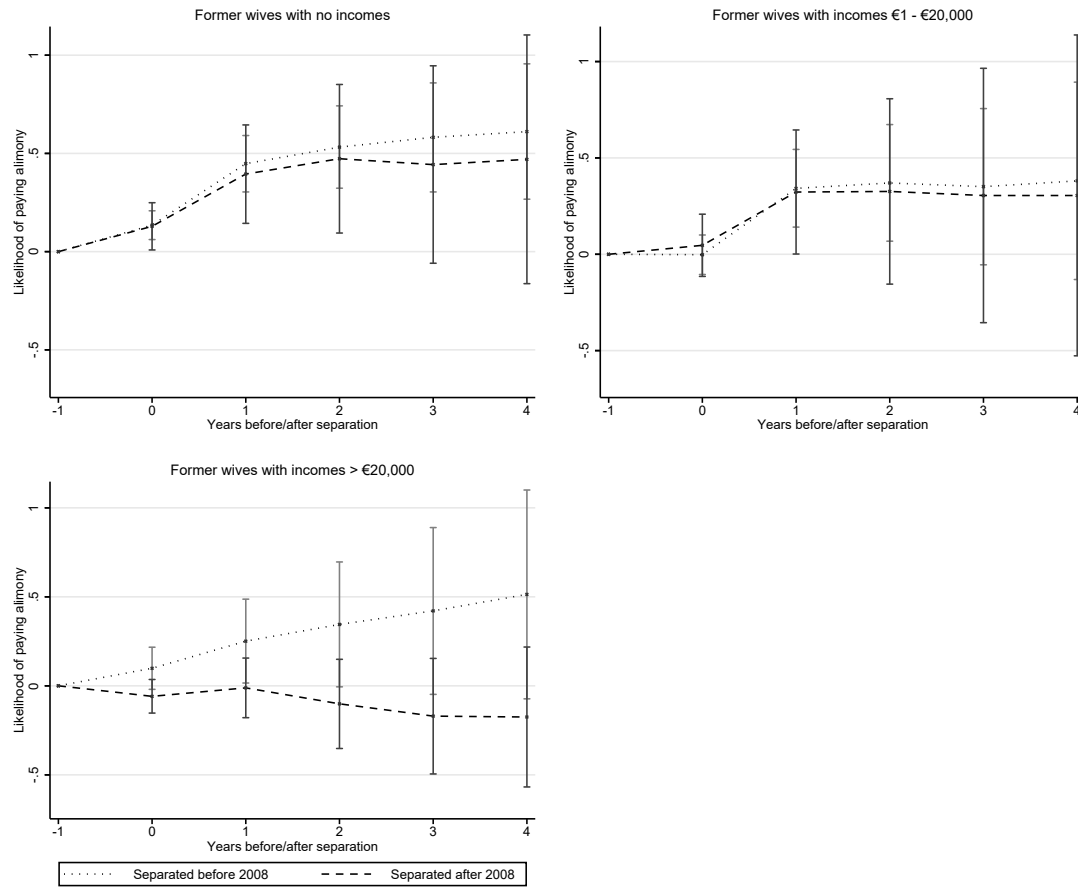 Former wives with no incomes
Likelihood of paying alimony
1
.5
0
-.5
-1 0 1 2 3 4
Years before/after separation
Former wives with incomes €1 - €20,000
Likelihood of paying alimony
1
.5
0
-.5
-1 0 1 2 3 4
Years before/after separation
Former wives with incomes > €20,000
Likelihood of paying alimony
1
.5
0
-.5
-1 0 1 2 3 4
Years before/after separation
Separated before 2008 Separated after 2008